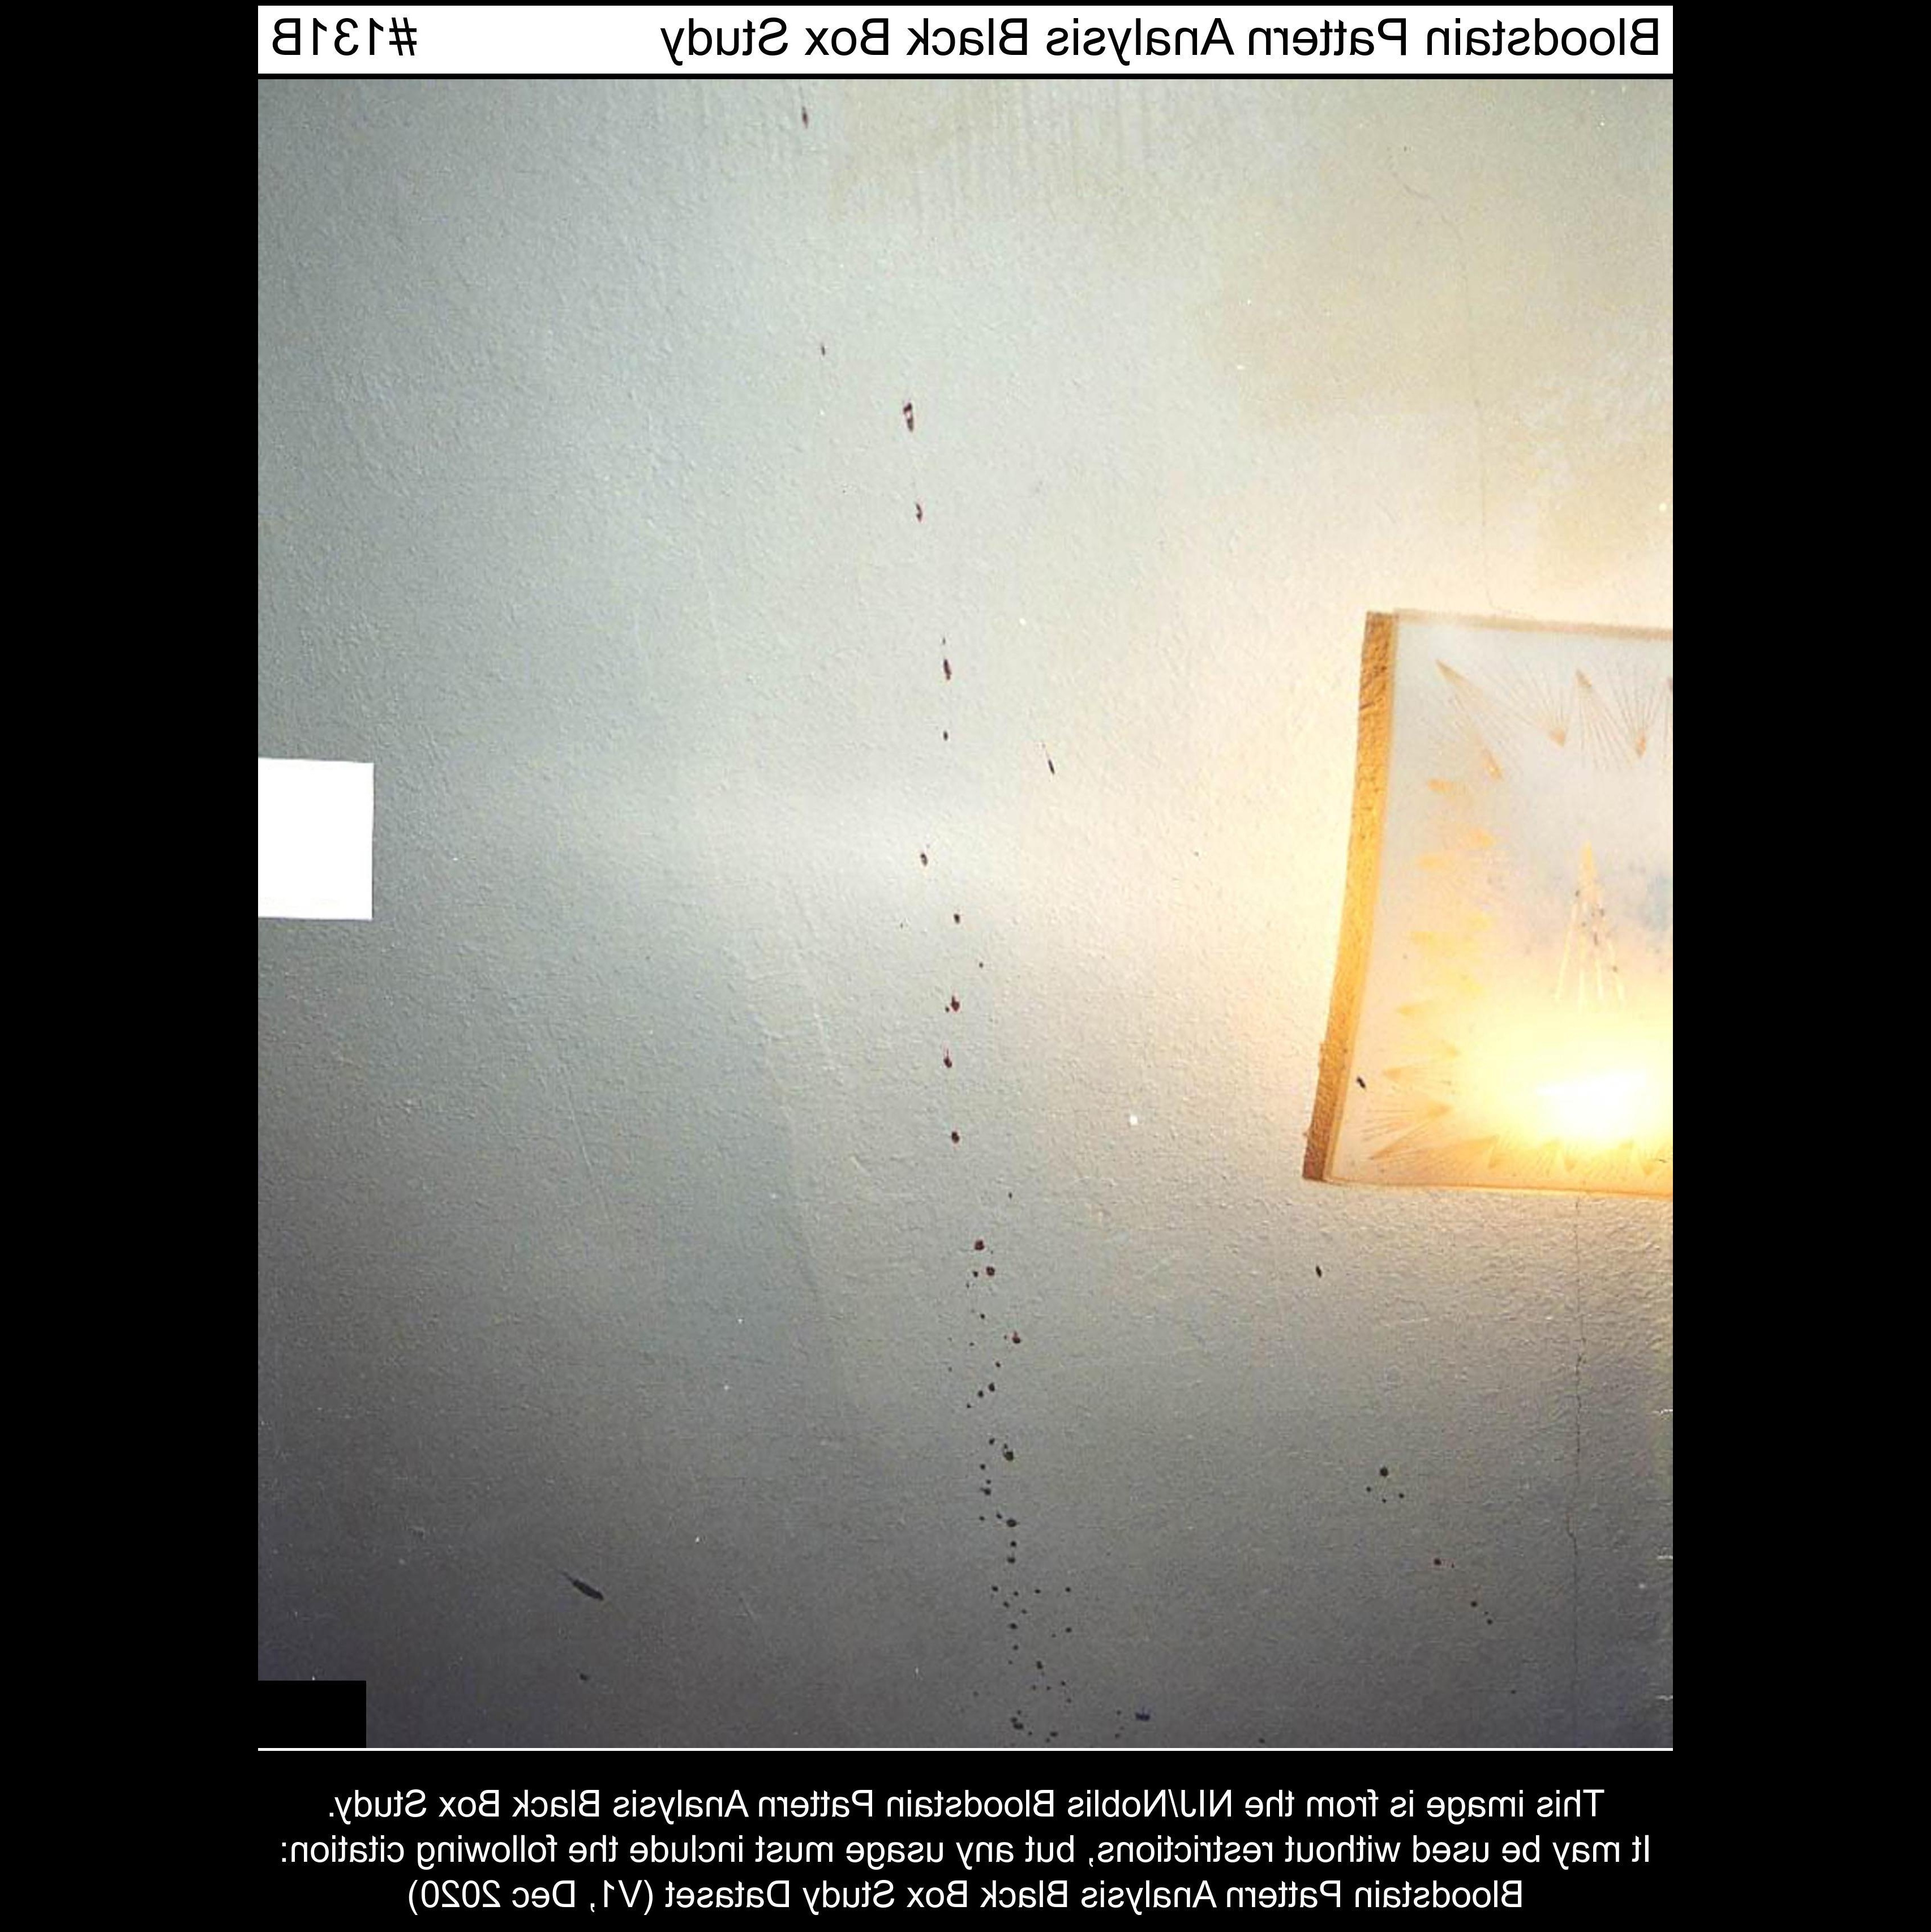 Bloodstain Pattern Analysis Black Box Study #131B
This image is from the NIJ/Noblis Bloodstain Pattern Analysis Black Box Study.
It may be used without restrictions, but any usage must include the following citation:
Bloodstain Pattern Analysis Black Box Study Dataset (V1, Dec 2020)